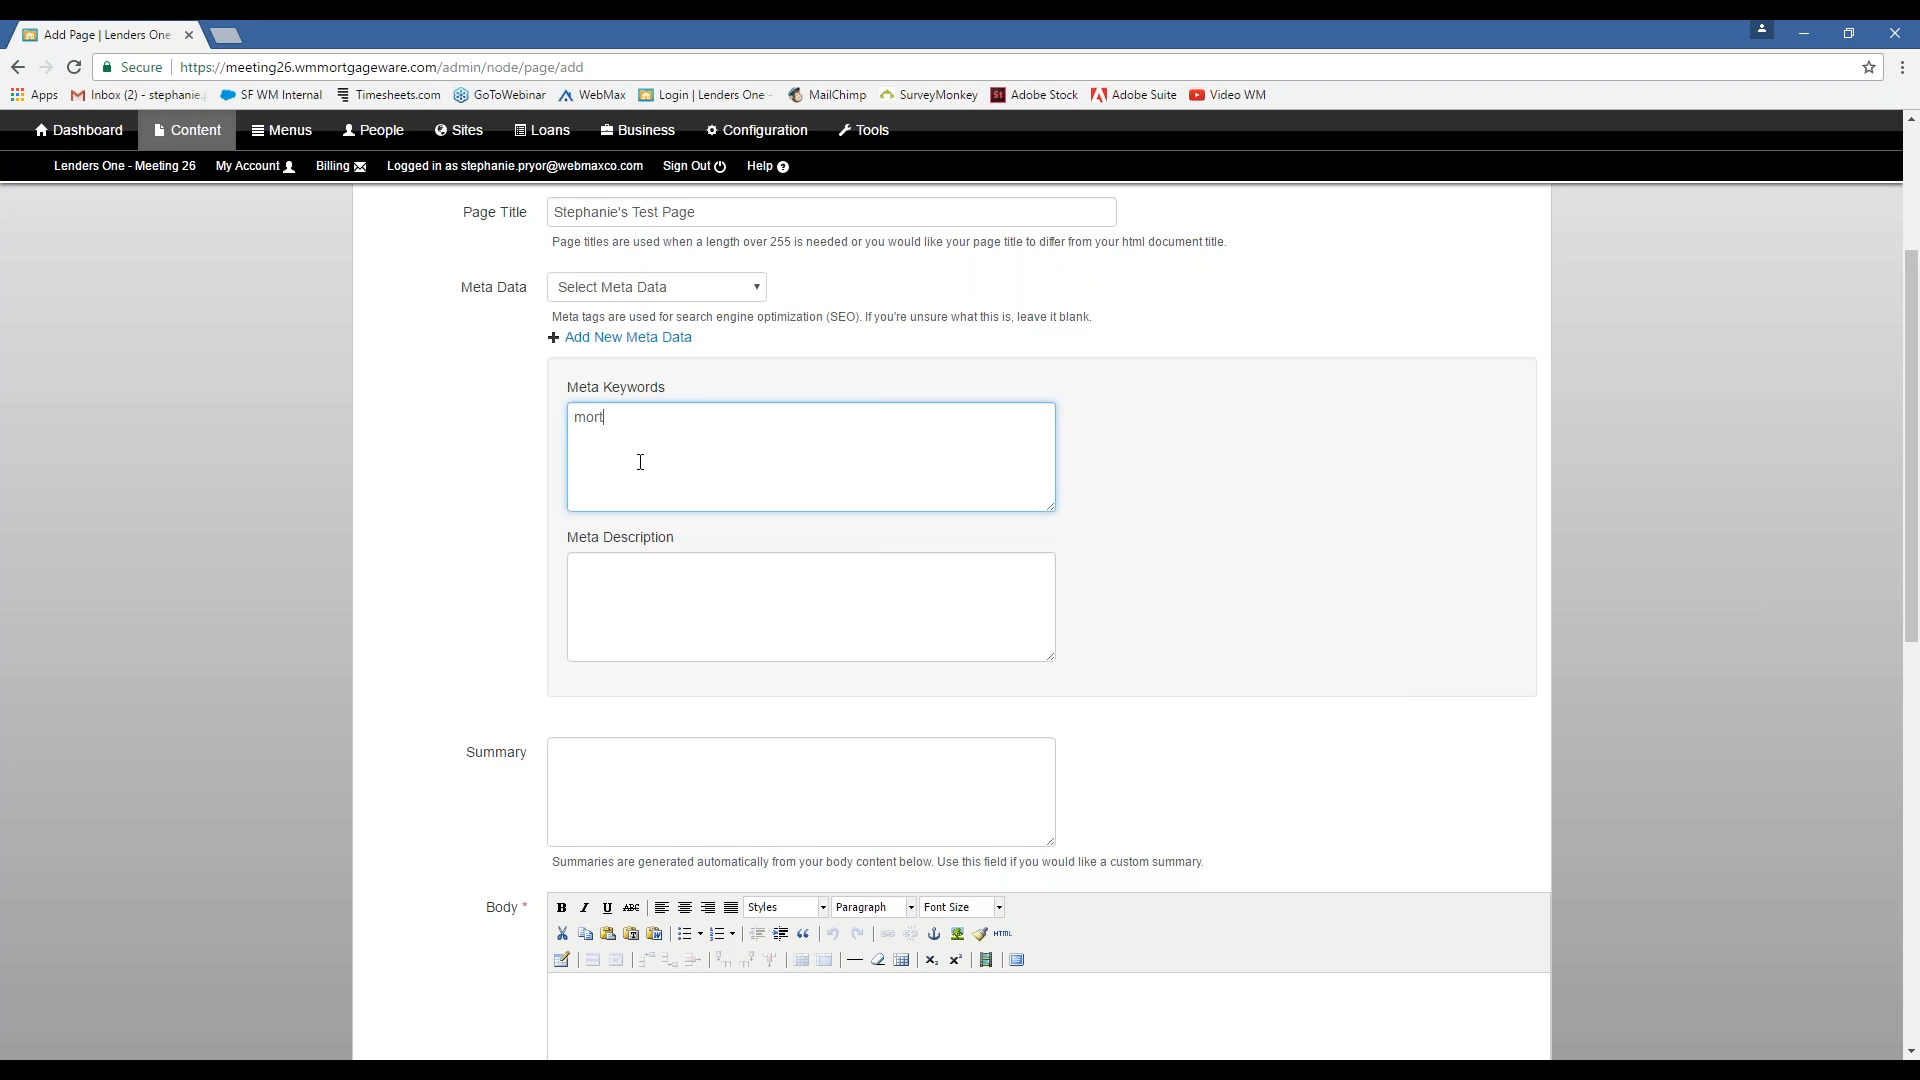 Add Page | Lenders One
Secure https://meeting26.wmmortgageware.com/admin/node/page/add
Apps Inbox (2) - stephanie. SF WM Internal Timesheets.com GoToWebinar WebMax Login | Lenders One - MailChimp SurveyMonkey Adobe Stock Adobe Suite Video WM
Dashboard Content Menus People Sites Loans Business Configuration Tools
Lenders One - Meeting 26 My Account Billing Logged in as stephanie.pryor@webmaxco.com Sign Out Help
Page Title Stephanie's Test Page
Page titles are used when a length over 255 is needed or you would like your page title to differ from your html document title.
Meta Data Select Meta Data
Meta tags are used for search engine optimization (SEO). If you're unsure what this is, leave it blank.
Add New Meta Data
Meta Keywords
mort
Meta Description
Summary
Summaries are generated automatically from your body content below. Use this field if you would like a custom summary.
Body * B I U ABC Styles Paragraph Font Size
HTML